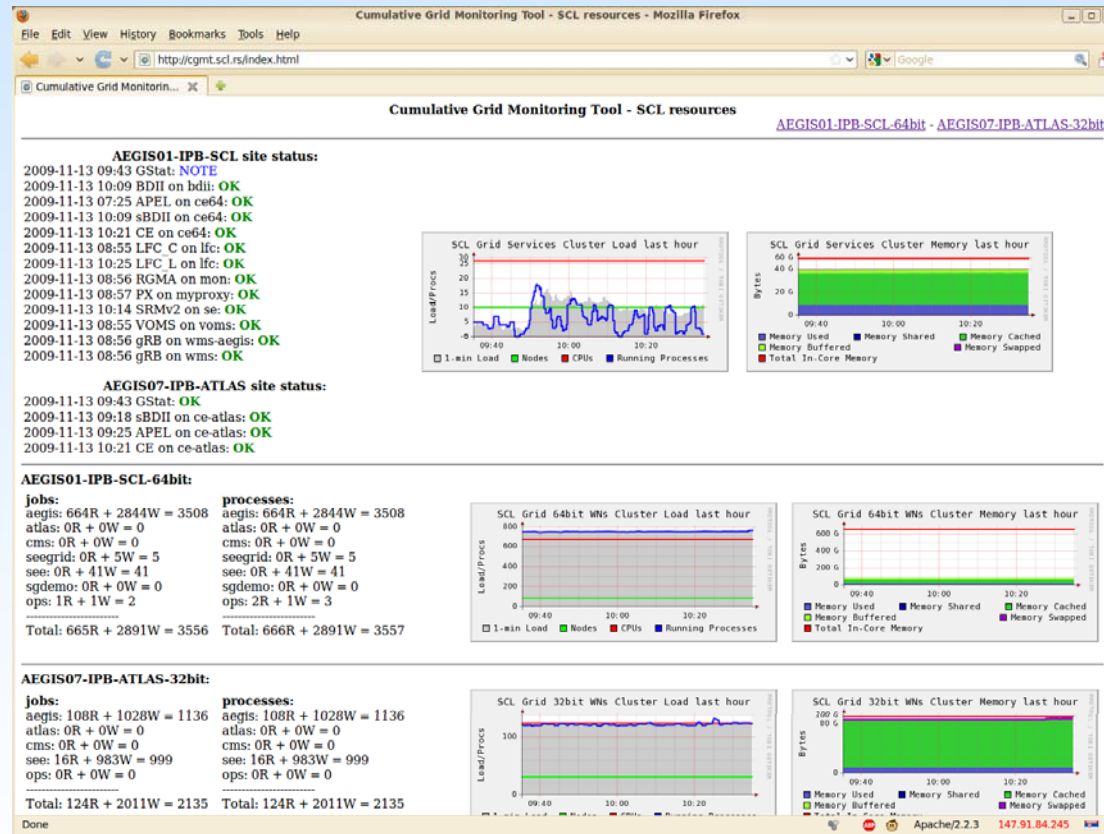 Cumulative Grid Monitoring Tool - SCL resources - Mozilla Firefox
File Edit View History Bookmarks Tools Help
http://cgmt.scl.rs/index.html
Google
Cumulative Grid Monitorin...
Cumulative Grid Monitoring Tool - SCL resources
AEGIS01-IPB-SCL-64bit - AEGIS07-IPB-ATLAS-32bit
AEGIS01-IPB-SCL site status:
2009-11-13 09:43 GStat: NOTE
2009-11-13 10:09 BDII on bdii: OK
2009-11-13 07:25 APEL on ce64: OK
2009-11-13 10:09 sBDII on ce64: OK
2009-11-13 10:21 CE on ce64: OK
2009-11-13 08:55 LFC_C on lfc: OK
2009-11-13 10:25 LFC_L on lfc: OK
2009-11-13 08:56 RGMA on mon: OK
2009-11-13 08:57 PX on myproxy: OK
2009-11-13 10:14 SRMv2 on se: OK
2009-11-13 08:55 VOMS on voms: OK
2009-11-13 08:56 gRB on wms-aegis: OK
2009-11-13 08:56 gRB on wms: OK
SCL Grid Services Cluster Load last hour
Load/Procs
30
25
20
15
10
5
-0
09:40 10:00 10:20
1-min Load Nodes CPUs Running Processes
SCL Grid Services Cluster Memory last hour
Bytes
60 G
40 G
20 G
0
09:40 10:00 10:20
Memory Used Memory Shared Memory Cached
Memory Buffered Memory Swapped
Total In-Core Memory
AEGIS07-IPB-ATLAS site status:
2009-11-13 09:43 GStat: OK
2009-11-13 09:18 sBDII on ce-atlas: OK
2009-11-13 09:25 APEL on ce-atlas: OK
2009-11-13 10:21 CE on ce-atlas: OK
AEGIS01-IPB-SCL-64bit:
jobs: processes:
aegis: 664R + 2844W = 3508 aegis: 664R + 2844W = 3508
atlas: 0R + 0W = 0 atlas: 0R + 0W = 0
cms: 0R + 0W = 0 cms: 0R + 0W = 0
seegrid: 0R + 5W = 5 seegrid: 0R + 5W = 5
see: 0R + 41W = 41 see: 0R + 41W = 41
sgdemo: 0R + 0W = 0 sgdemo: 0R + 0W = 0
ops: 1R + 1W = 2 ops: 2R + 1W = 3
------------------------ ------------------------
Total: 665R + 2891W = 3556 Total: 666R + 2891W = 3557
SCL Grid 64bit WNs Cluster Load last hour
Load/Procs
800
600
400
200
0
09:40 10:00 10:20
1-min Load Nodes CPUs Running Processes
SCL Grid 64bit WNs Cluster Memory last hour
Bytes
600 G
400 G
200 G
0
09:40 10:00 10:20
Memory Used Memory Shared Memory Cached
Memory Buffered Memory Swapped
Total In-Core Memory
AEGIS07-IPB-ATLAS-32bit:
jobs: processes:
aegis: 108R + 1028W = 1136 aegis: 108R + 1028W = 1136
atlas: 0R + 0W = 0 atlas: 0R + 0W = 0
cms: 0R + 0W = 0 cms: 0R + 0W = 0
see: 16R + 983W = 999 see: 16R + 983W = 999
ops: 0R + 0W = 0 ops: 0R + 0W = 0
------------------------ ------------------------
Total: 124R + 2011W = 2135 Total: 124R + 2011W = 2135
SCL Grid 32bit WNs Cluster Load last hour
Load/Procs
100
0
09:40 10:00 10:20
SCL Grid 32bit WNs Cluster Memory last hour
Bytes
100 G
80 G
0
09:40 10:00 10:20
Memory Used Memory Shared Memory Cached
Memory Buffered Memory Swapped
Done
ABP
Apache/2.2.3 147.91.84.245